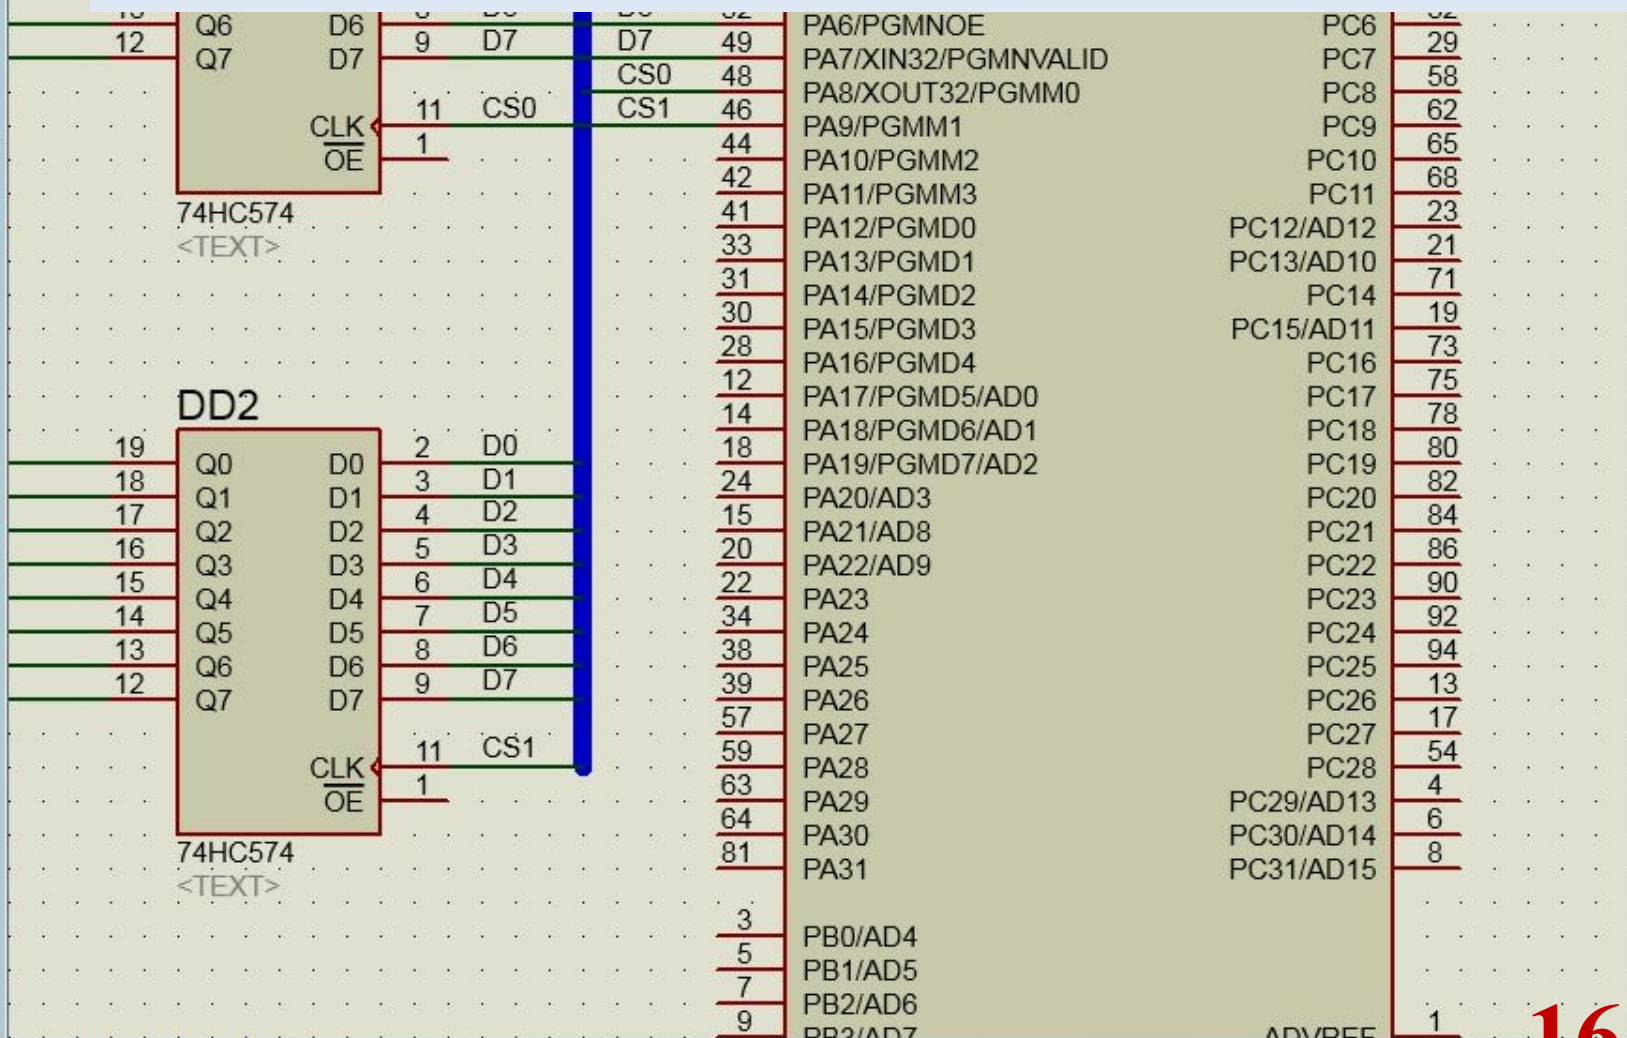 Q6 D6
12 Q7 D7 9 D7 D7 49 PA7/XIN32/PGMNVALID PC7 29
PA6/PGMNOE PC6
CS0 48 PA8/XOUT32/PGMM0 PC8 58
CLK 11 CS0 CS1 46 PA9/PGMM1 PC9 62
OE 1 44 PA10/PGMM2 PC10 65
42 PA11/PGMM3 PC11 68
74HC574 41 PA12/PGMD0 PC12/AD12 23
<TEXT> 33 PA13/PGMD1 PC13/AD10 21
31 PA14/PGMD2 PC14 71
30 PA15/PGMD3 PC15/AD11 19
28 PA16/PGMD4 PC16 73
12 PA17/PGMD5/AD0 PC17 75
DD2 14 PA18/PGMD6/AD1 PC18 78
19 Q0 D0 2 D0 18 PA19/PGMD7/AD2 PC19 80
18 Q1 D1 3 D1 24 PA20/AD3 PC20 82
17 Q2 D2 4 D2 15 PA21/AD8 PC21 84
16 Q3 D3 5 D3 20 PA22/AD9 PC22 86
15 Q4 D4 6 D4 22 PA23 PC23 90
14 Q5 D5 7 D5 34 PA24 PC24 92
13 Q6 D6 8 D6 38 PA25 PC25 94
12 Q7 D7 9 D7 39 PA26 PC26 13
57 PA27 PC27 17
CLK 11 CS1 59 PA28 PC28 54
OE 1 63 PA29 PC29/AD13 4
64 PA30 PC30/AD14 6
74HC574 81 PA31 PC31/AD15 8
<TEXT>
3 PB0/AD4
5 PB1/AD5
7 PB2/AD6
9 PB3/AD7 ADVREF 1
16